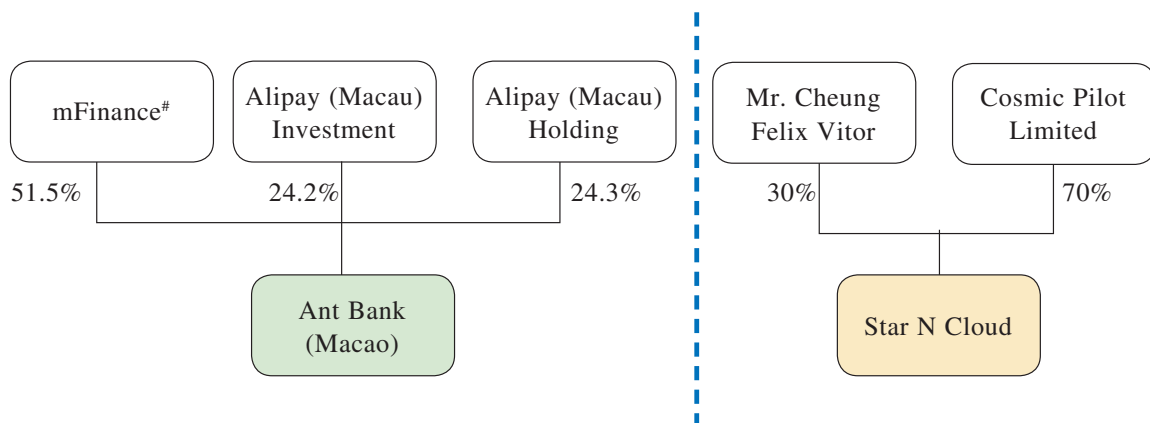 mFinance#
Alipay (Macau)
Investment
Alipay (Macau)
Holding
Mr. Cheung
Felix Vitor
Cosmic Pilot
Limited
51.5%
24.2%
24.3%
30%
70%
Ant Bank
(Macao)
Star N Cloud